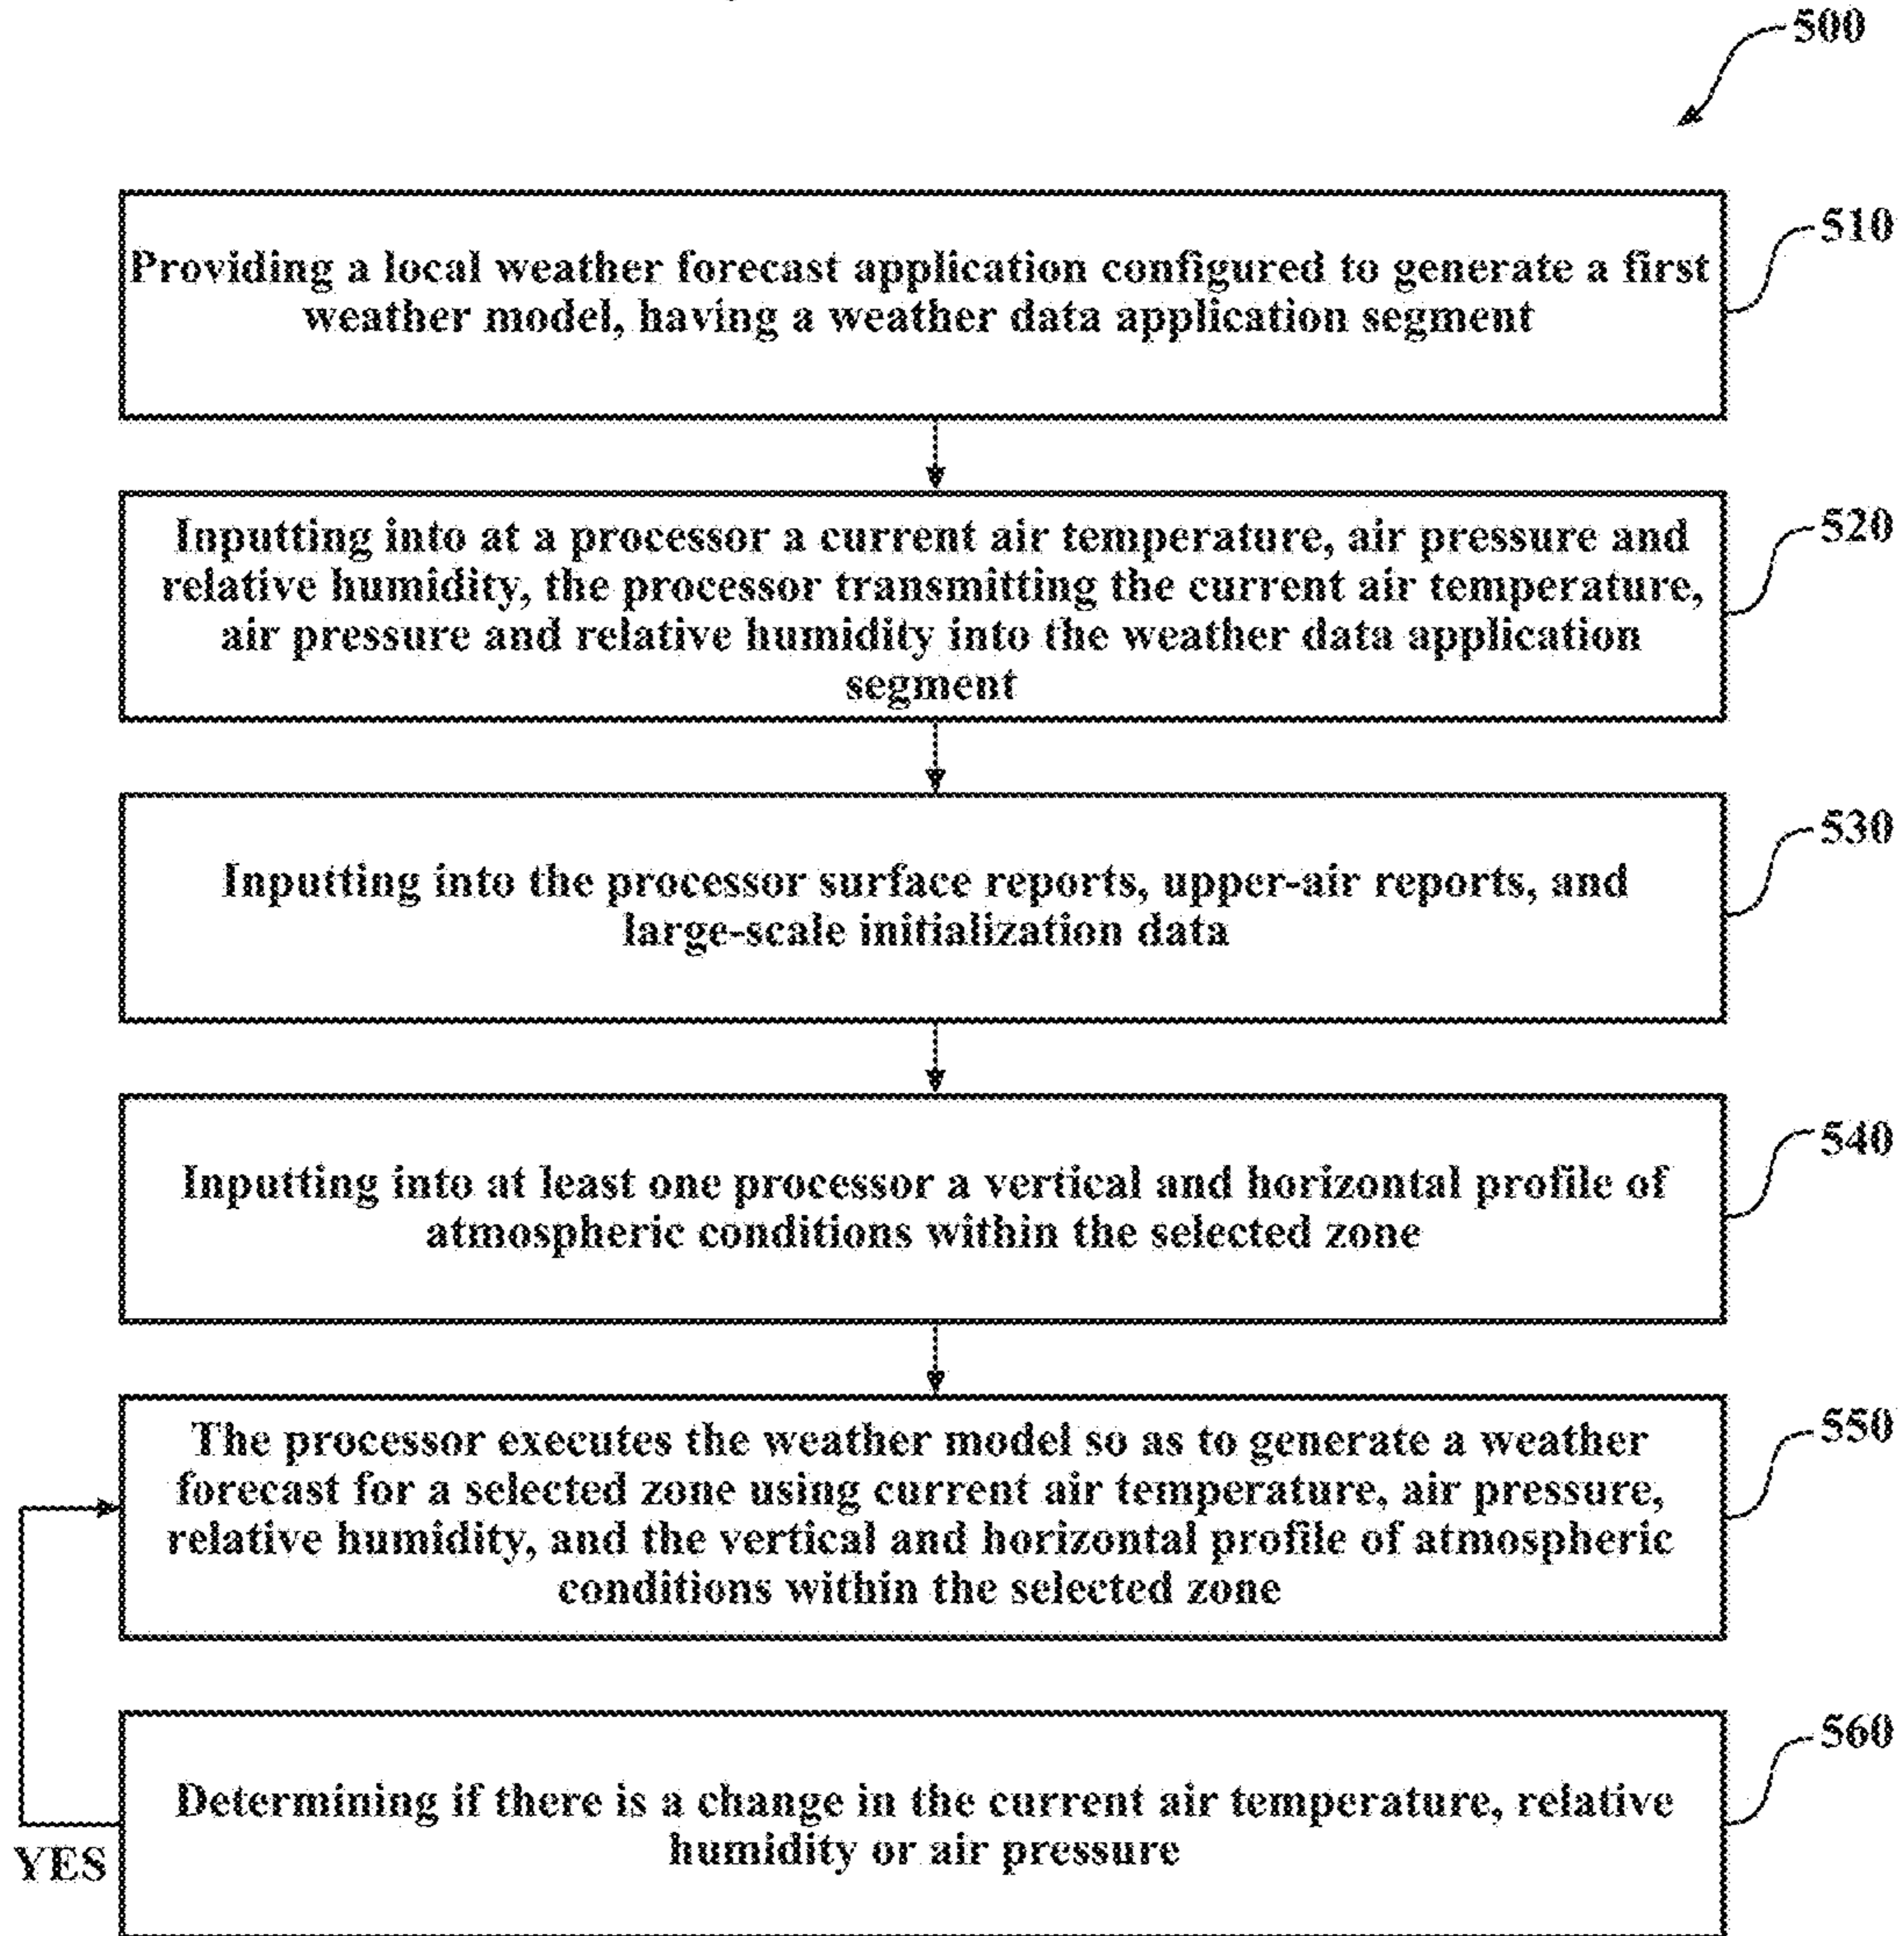 500
510
Providing a local weather forecast application configured to generate a first
weather model, having a weather data application segment
520
Inputting into at a processor a current air temperature, air pressure and
relative humidity, the processor transmitting the current air temperature,
air pressure and relative humidity into the weather data application
segment
530
Inputting into the processor surface reports, upper-air reports, and
large-scale initialization data
540
Inputting into at least one processor a vertical and horizontal profile of
atmospheric conditions within the selected zone
550
The processor executes the weather model so as to generate a weather
forecast for a selected zone using current air temperature, air pressure,
relative humidity, and the vertical and horizontal profile of atmospheric
conditions within the selected zone
560
Determining if there is a change in the current air temperature, relative
humidity or air pressure
YES